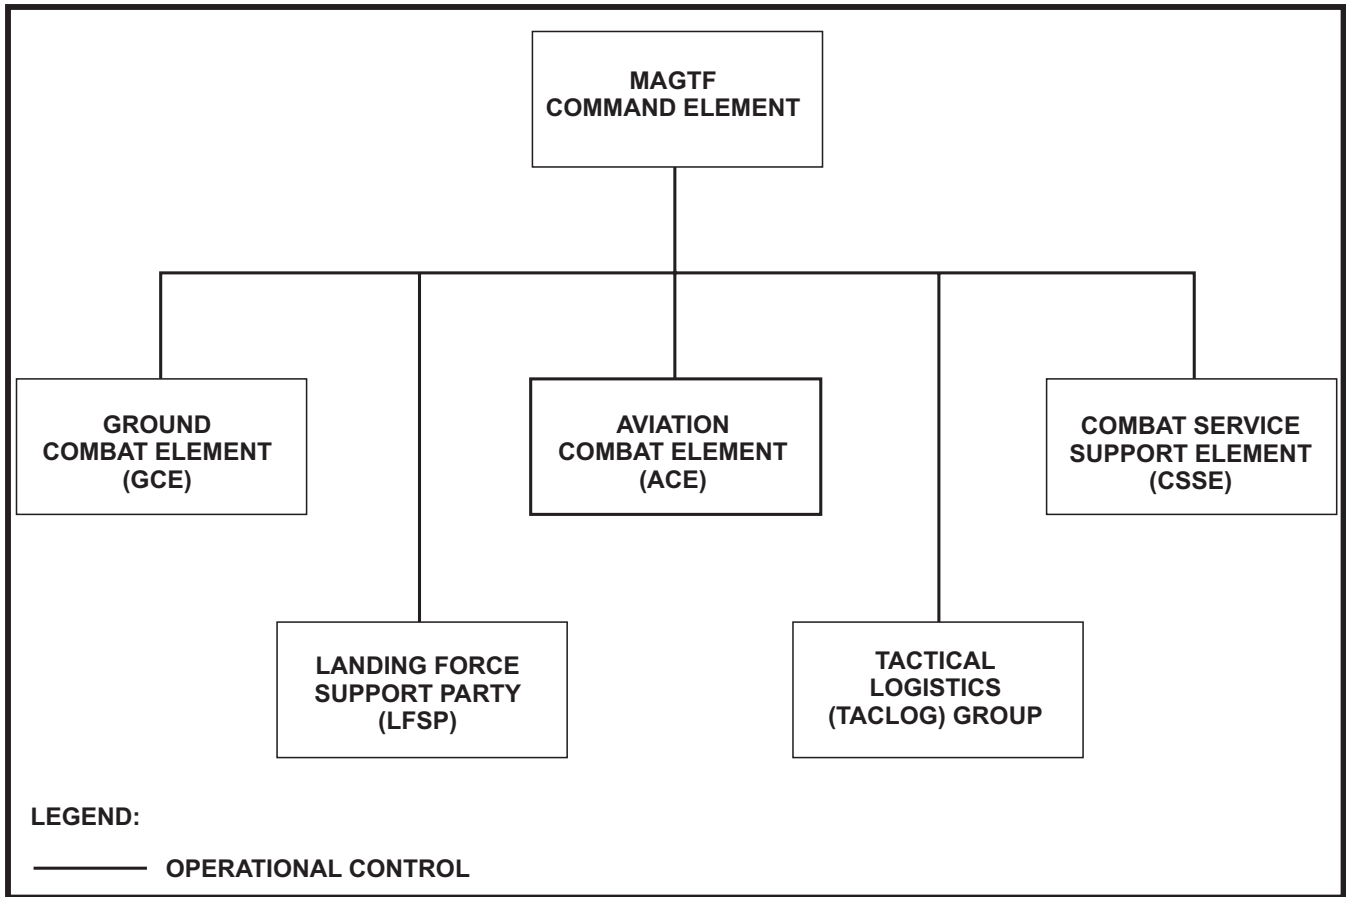 MAGTF
COMMAND ELEMENT
GROUND
COMBAT ELEMENT
(GCE)
AVIATION
COMBAT ELEMENT
(ACE)
COMBAT SERVICE
SUPPORT ELEMENT
(CSSE)
LANDING FORCE
SUPPORT PARTY
(LFSP)
TACTICAL
LOGISTICS
(TACLOG) GROUP
LEGEND:
OPERATIONAL CONTROL